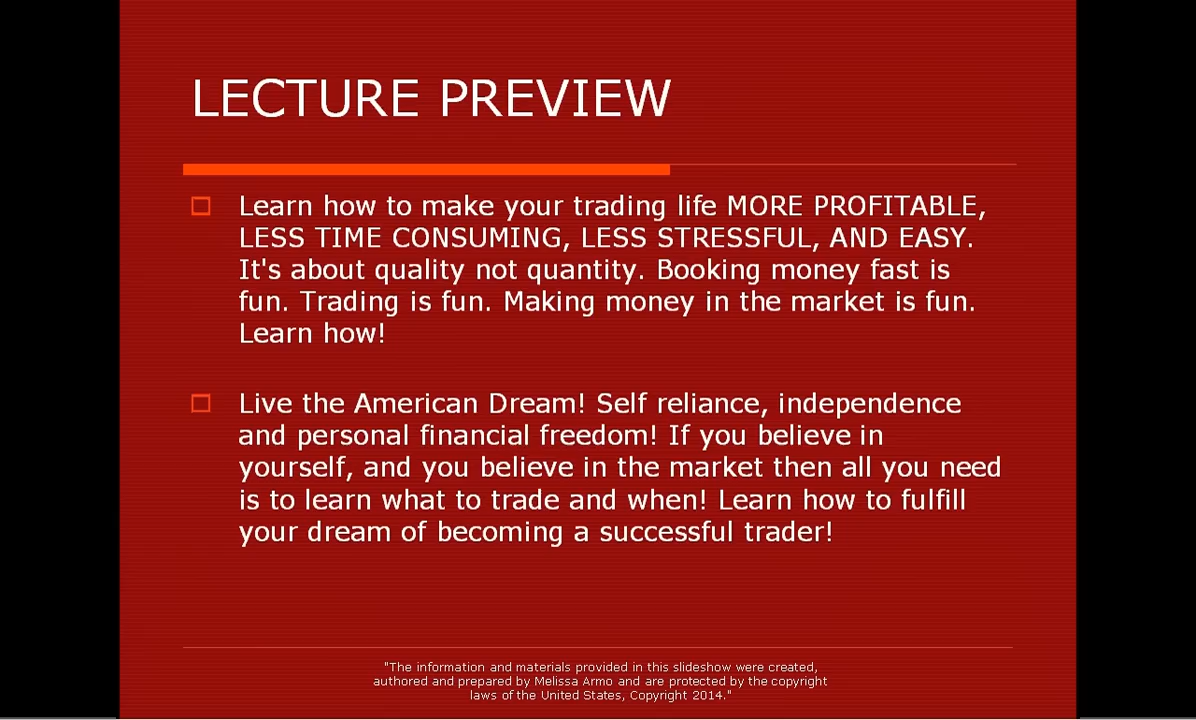 LECTURE PREVIEW
Learn how to make your trading life MORE PROFITABLE,
LESS TIME CONSUMING, LESS STRESSFUL, AND EASY.
It's about quality not quantity. Booking money fast is
fun. Trading is fun. Making money in the market is fun.
Learn how!
Live the American Dream! Self reliance, independence
and personal financial freedom! If you believe in
yourself, and you believe in the market then all you need
is to learn what to trade and when! Learn how to fulfill
your dream of becoming a successful trader!
"The information and materials provided in this slideshow were created,
authored and prepared by Melissa Armo and are protected by the copyright
laws of the United States, Copyright 2014."